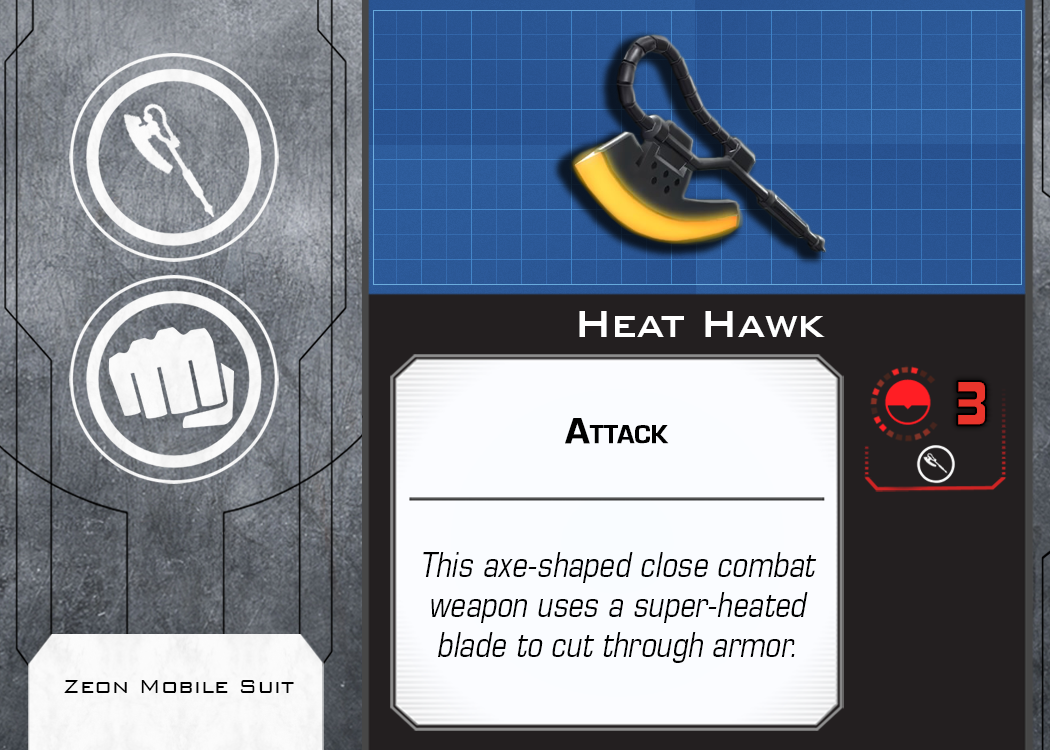 Heat Hawk
Attack
3
This axe-shaped close combat
weapon uses a super-heated
blade to cut through armor.
Zeon Mobile Suit